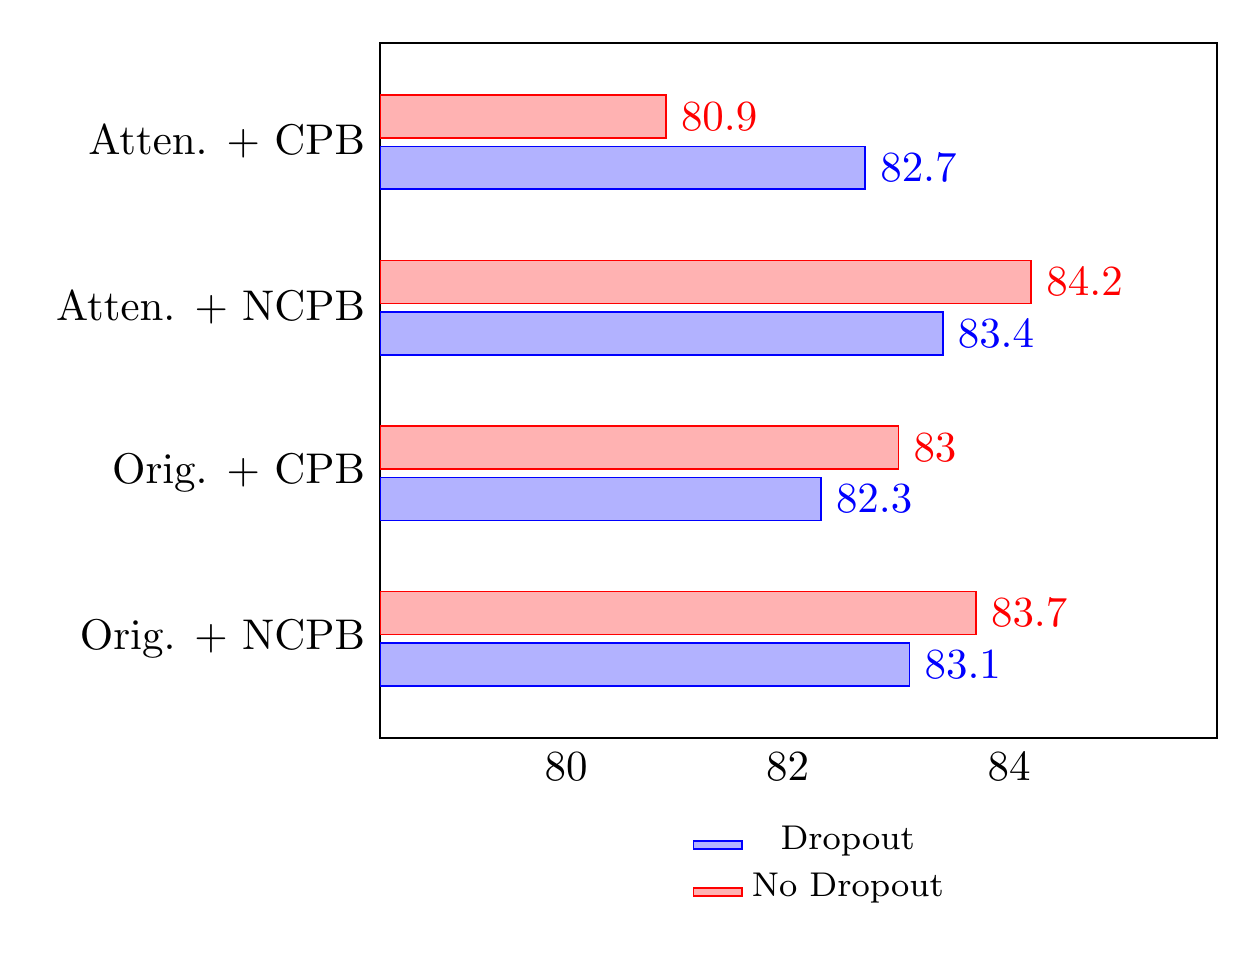 80.9
Atten. + CPB
82.7
84.2
Atten. + NCPB
83.4
83
Orig. + CPB
82.3
83.7
Orig. + NCPB
83.1
80 82 84
Dropout
No Dropout